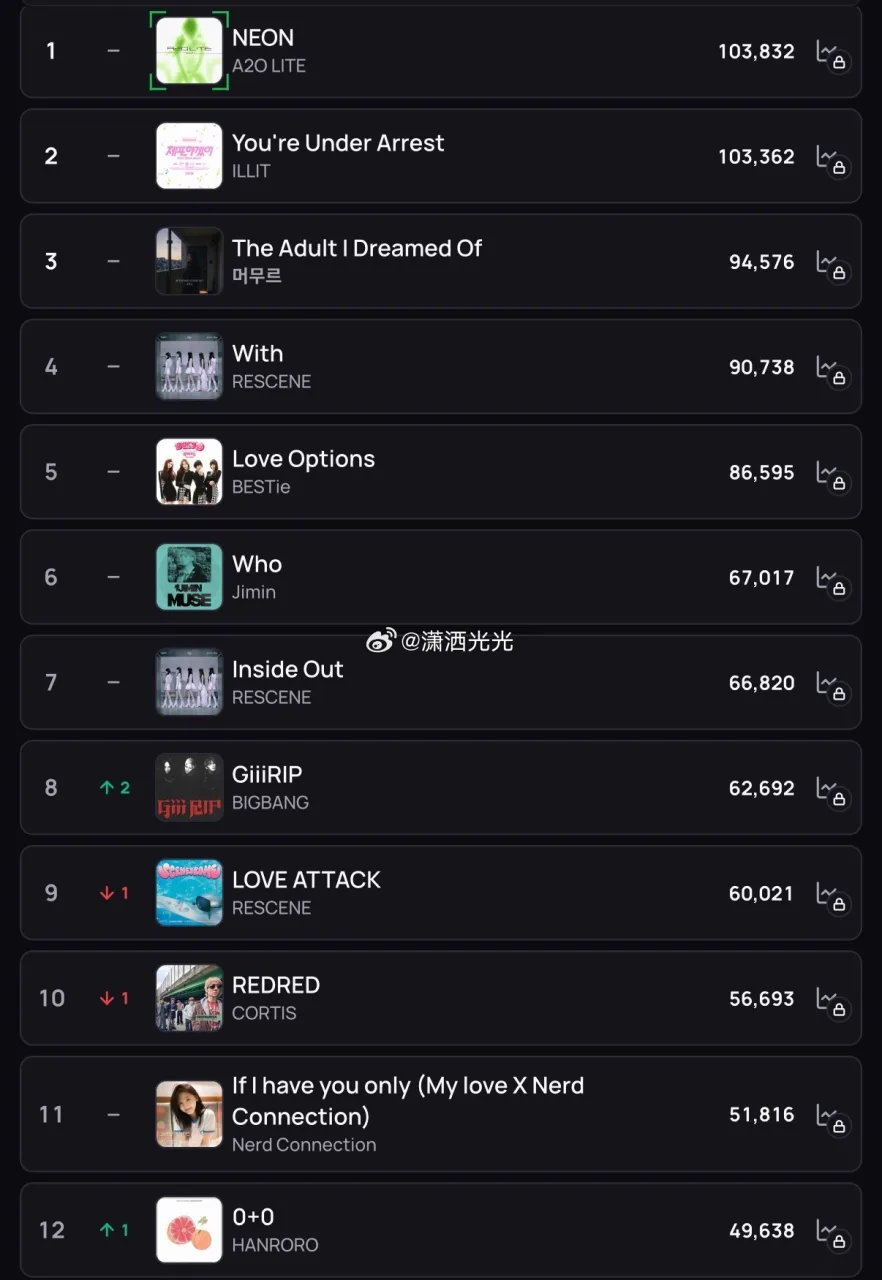 1
–
NEON
103,832
A2O LITE
2
–
You're Under Arrest
103,362
ILLIT
3
–
The Adult I Dreamed Of
94,576
머무르
4
–
With
90,738
RESCENE
5
–
Love Options
86,595
BESTie
6
–
Who
67,017
Jimin
JIMIN
MUSE
@潇洒光光
7
–
Inside Out
66,820
RESCENE
8
↑ 2
GiiiRIP
62,692
BIGBANG
Giii RIP
9
↓ 1
LOVE ATTACK
60,021
RESCENE
10
↓ 1
REDRED
56,693
CORTIS
11
–
If I have you only (My love X Nerd
Connection)
51,816
Nerd Connection
12
↑ 1
0+0
49,638
HANRORO